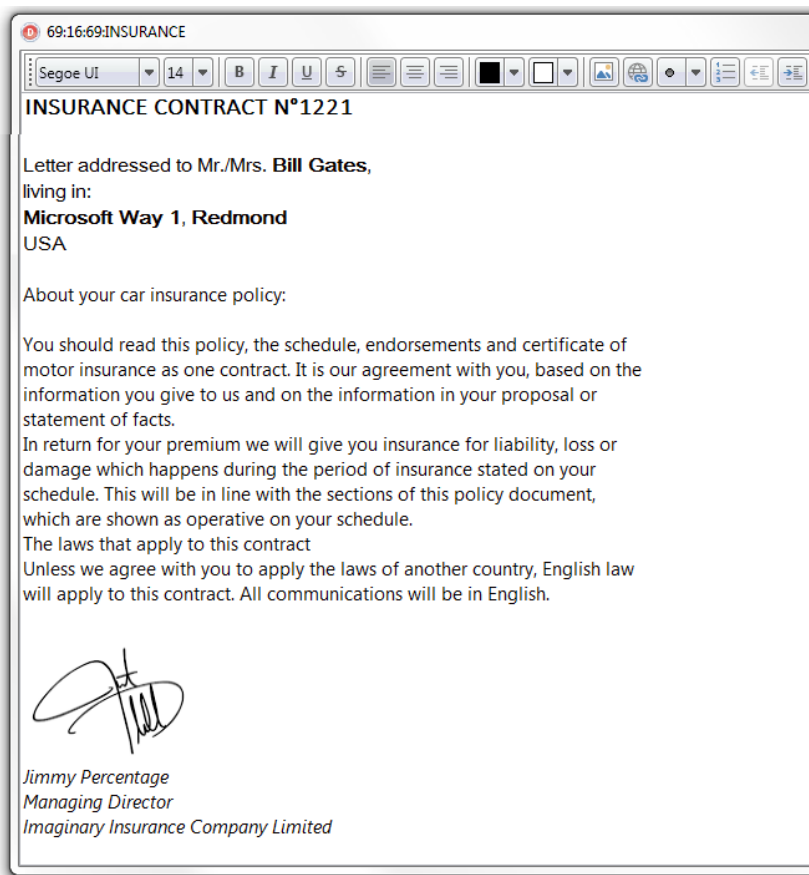 69:16:69:INSURANCE
Segoe UI 14 B I U S
INSURANCE CONTRACT N°1221
Letter addressed to Mr./Mrs. Bill Gates,
living in:
Microsoft Way 1, Redmond
USA
About your car insurance policy:
You should read this policy, the schedule, endorsements and certificate of
motor insurance as one contract. It is our agreement with you, based on the
information you give to us and on the information in your proposal or
statement of facts.
In return for your premium we will give you insurance for liability, loss or
damage which happens during the period of insurance stated on your
schedule. This will be in line with the sections of this policy document,
which are shown as operative on your schedule.
The laws that apply to this contract
Unless we agree with you to apply the laws of another country, English law
will apply to this contract. All communications will be in English.
Jimmy Percentage
Managing Director
Imaginary Insurance Company Limited